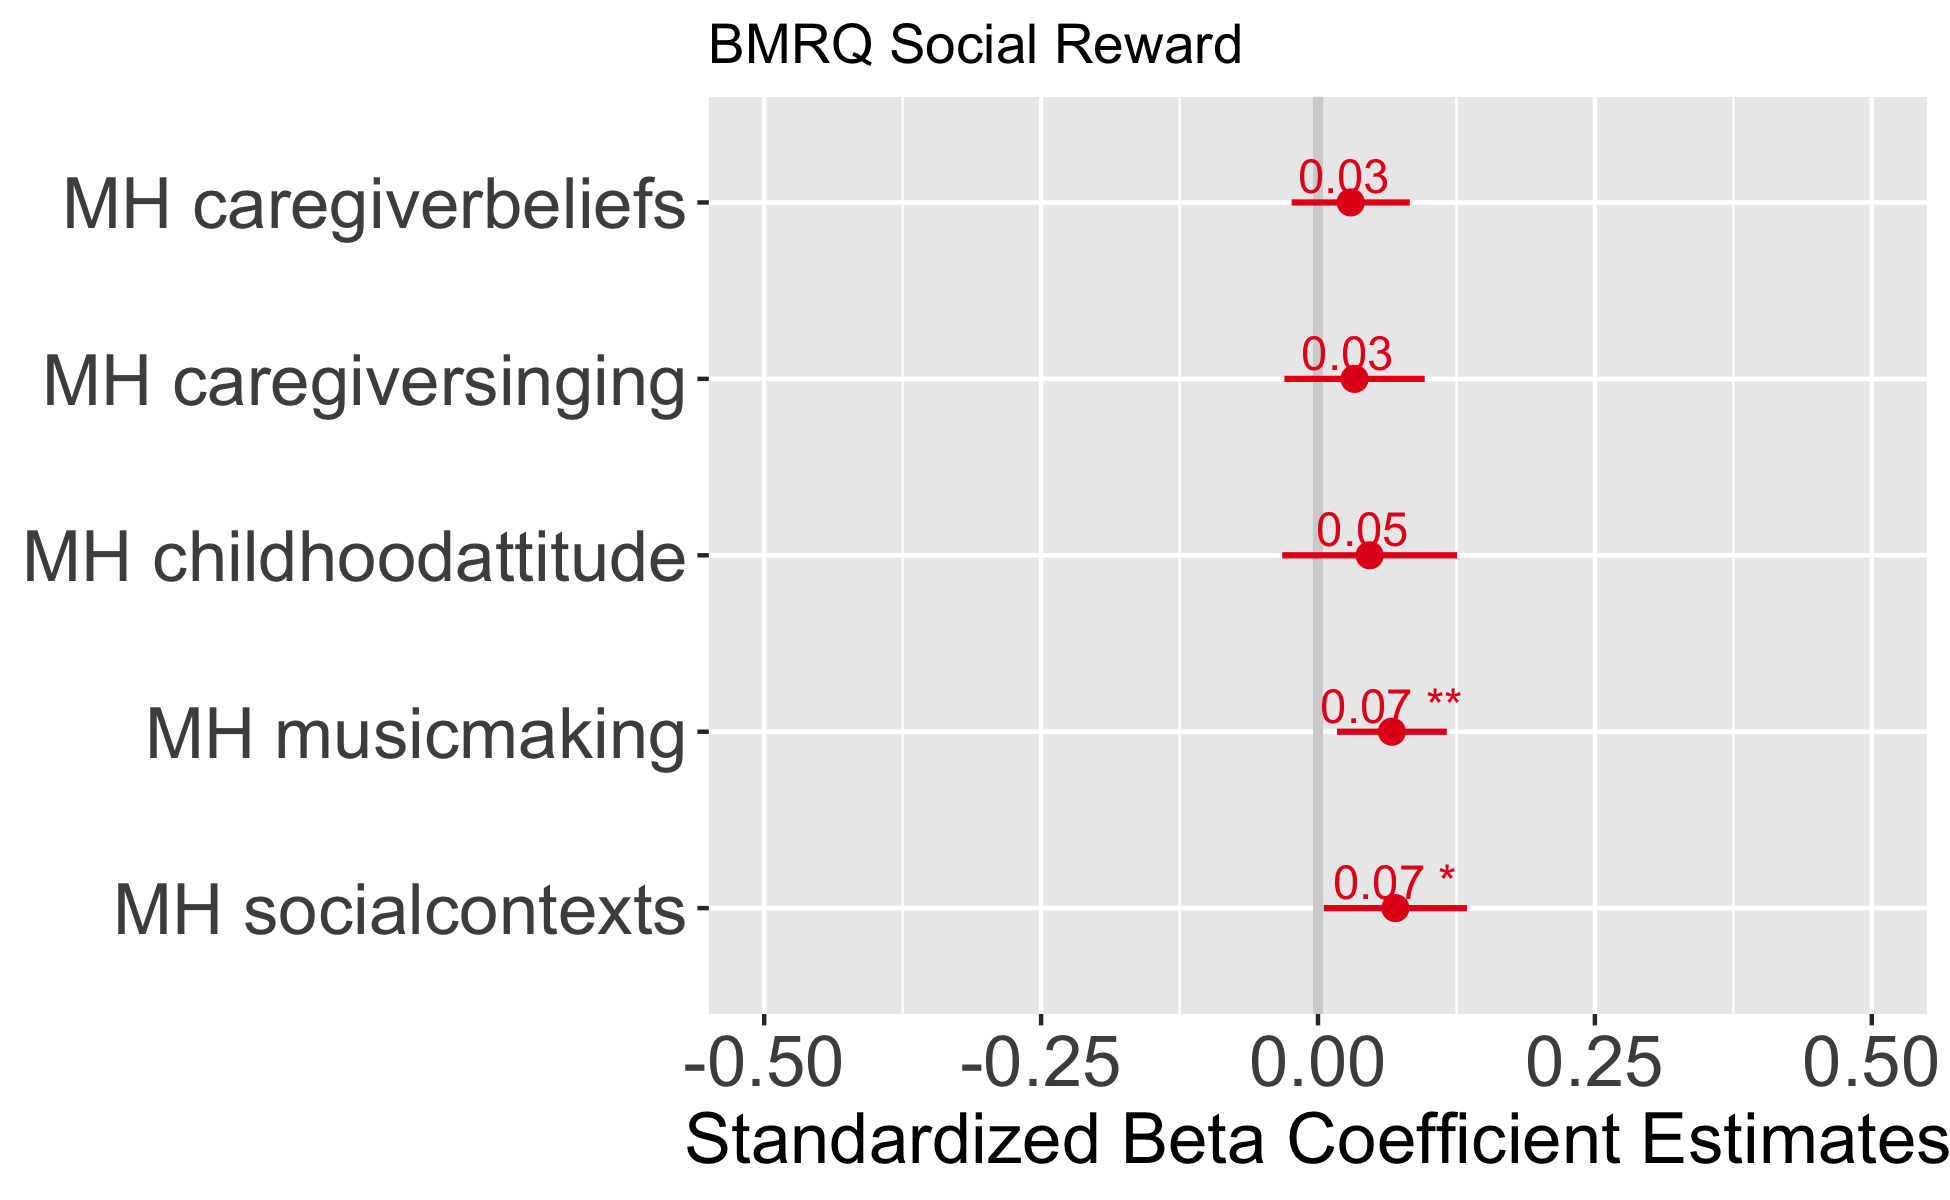 BMRQ Social Reward
MH caregiverbeliefs
0.03
MH caregiversinging
0.03
MH childhoodattitude
0.05
MH musicmaking
0.07 **
MH socialcontexts
0.07 *
-0.50 -0.25 0.00 0.25 0.50
Standardized Beta Coefficient Estimates